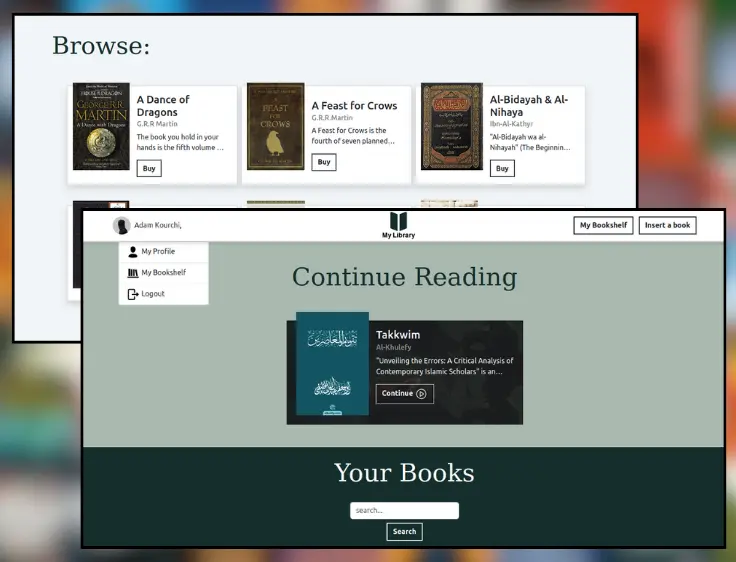 Browse:
GEORGE R.R.
MARTIN
A Dance with Dragons
A Dance of
Dragons
G.R.R Martin
The book you hold in your
hands is the fifth volume ...
Buy
A
FEAST
FOR
CROWS
A Feast for Crows
G.R.R.Martin
A Feast for Crows is the
fourth of seven planned...
Buy
Al-Bidayah & Al-
Nihaya
Ibn-Al-Kathyr
"Al-Bidayah wa al-
Nihayah" (The Beginnin...
Buy
Adam Kourchi,
My Library
My Bookshelf
Insert a book
My Profile
My Bookshelf
Logout
Continue Reading
Takkwim
Al-Khulefy
"Unveiling the Errors: A Critical Analysis of
Contemporary Islamic Scholars" is an...
Continue
Your Books
search...
Search